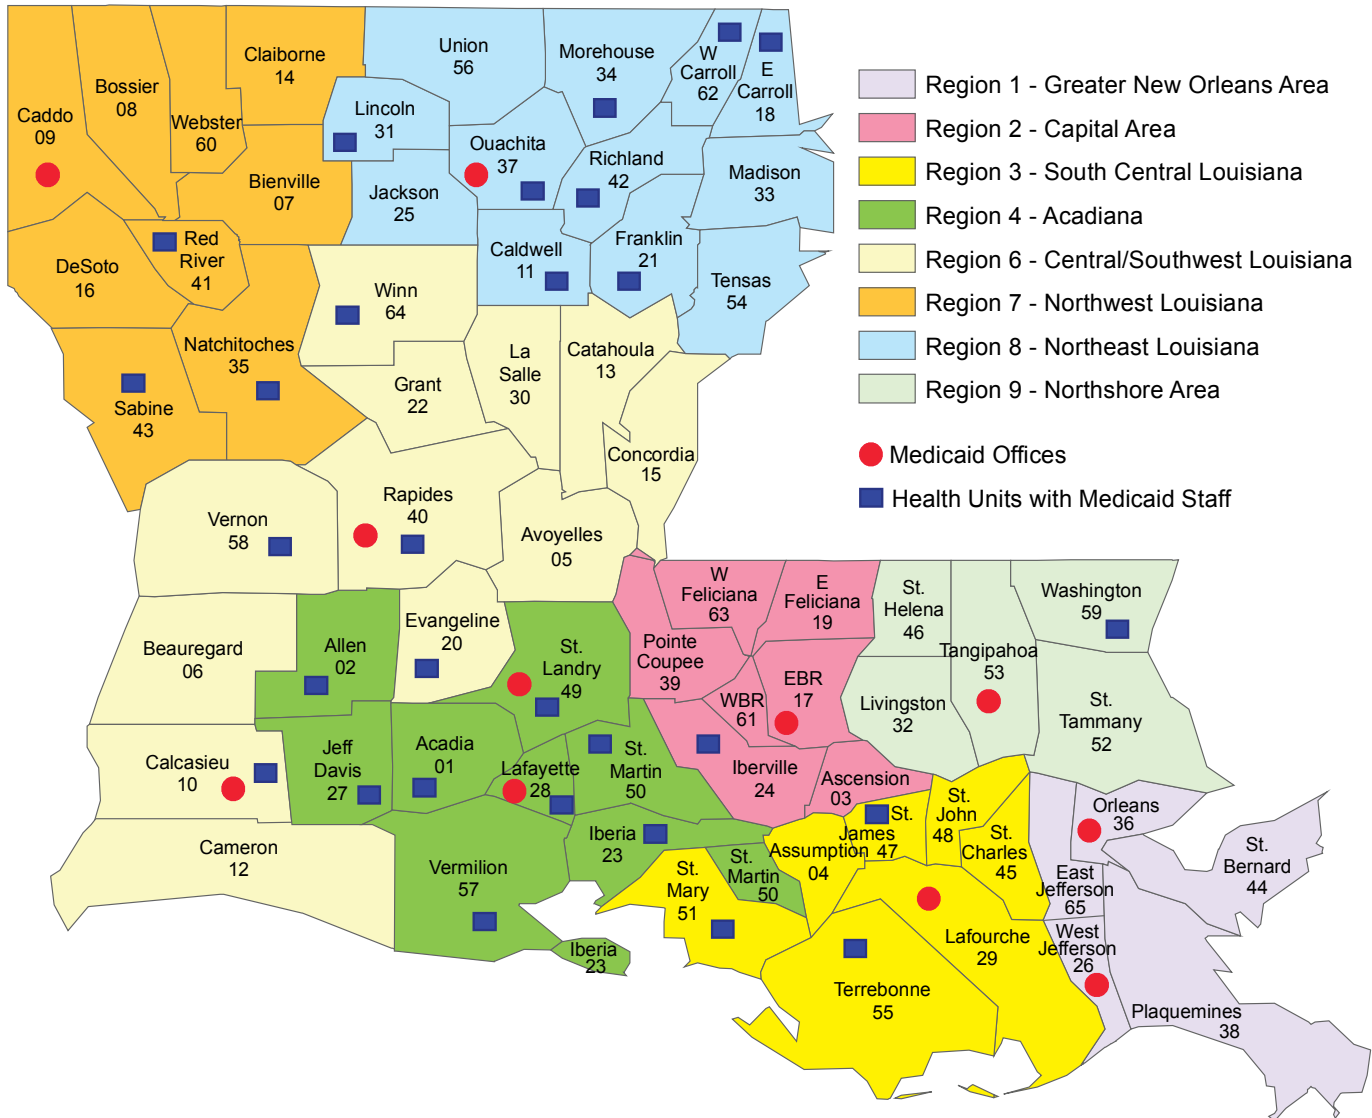 Caddo
09
Bossier
08
Webster
60
Claiborne
14
Bienville
07
DeSoto
16
Red
River
41
Natchitoches
35
Sabine
43
Union
56
Lincoln
31
Jackson
25
Morehouse
34
Ouachita
37
W
Carroll
62
E
Carroll
18
Richland
42
Madison
33
Caldwell
11
Franklin
21
Tensas
54
Winn
64
Grant
22
La
Salle
30
Catahoula
13
Concordia
15
Vernon
58
Rapides
40
Avoyelles
05
Beauregard
06
Allen
02
Evangeline
20
St.
Landry
49
Calcasieu
10
Jeff
Davis
27
Acadia
01
Lafayette
28
St.
Martin
50
Cameron
12
Vermilion
57
Iberia
23
Iberia
23
St.
Martin
50
W
Feliciana
63
E
Feliciana
19
Pointe
Coupee
39
WBR
61
EBR
17
Iberville
24
Ascension
03
St.
Helena
46
Tangipahoa
53
Washington
59
Livingston
32
St.
Tammany
52
St.
Mary
51
Assumption
04
St.
James
47
St.
John
48
St.
Charles
45
Lafourche
29
Terrebonne
55
Orleans
36
St.
Bernard
44
East
Jefferson
65
West
Jefferson
26
Plaquemines
38
Region 1 - Greater New Orleans Area
Region 2 - Capital Area
Region 3 - South Central Louisiana
Region 4 - Acadiana
Region 6 - Central/Southwest Louisiana
Region 7 - Northwest Louisiana
Region 8 - Northeast Louisiana
Region 9 - Northshore Area
Medicaid Offices
Health Units with Medicaid Staff